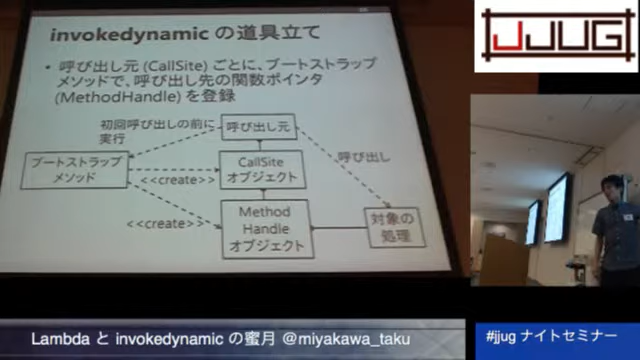 invokedynamic の道具立て
• 呼び出し元 (CallSite) ごとに、ブートストラップ
メソッドで、呼び出し先の関数ポインタ
(MethodHandle) を登録
初回呼び出しの前に
実行
呼び出し元
ブートストラップ
メソッド
<<create>>
CallSite
オブジェクト
呼び出し
<<create>>
Method
Handle
オブジェクト
対象の
処理
JJUG
Lambda と invokedynamic の蜜月 @miyakawa_taku
#jjug ナイトセミナー